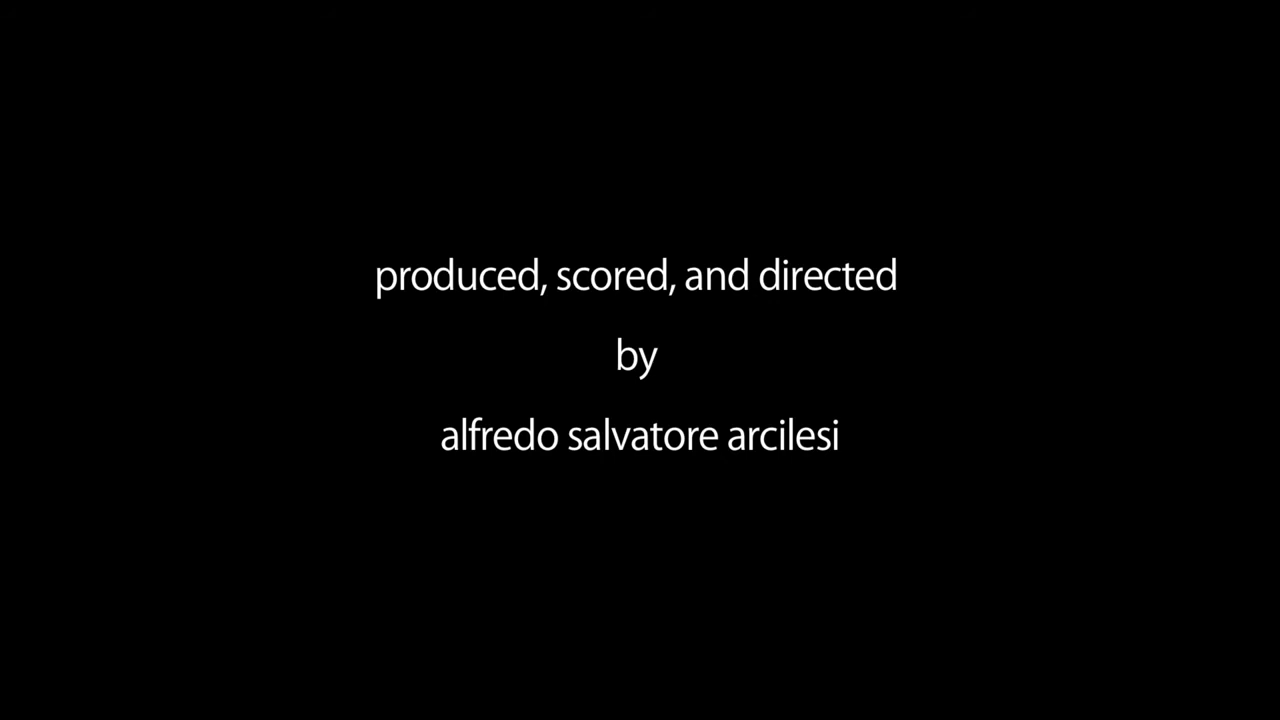 produced, scored, and directed
by
alfredo salvatore arcilesi